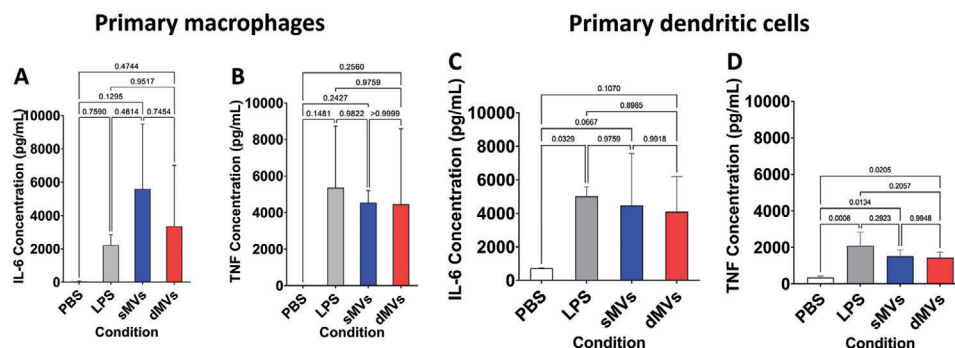 Primary macrophages
Primary dendritic cells
A
0.4744
0.9517
0.1295
0.7590 0.4614 0.7454
IL-6 Concentration (pg/mL)
10000
8000
6000
4000
2000
0
PBS LPS sMVs dMVs
Condition
B
0.2560
0.9759
0.2427
0.1481 0.9822 >0.9999
TNF Concentration (pg/mL)
10000
8000
6000
4000
2000
0
PBS LPS sMVs dMVs
Condition
C
0.1070
0.8985
0.0667
0.0329 0.9759 0.9918
IL-6 Concentration (pg/mL)
10000
8000
6000
4000
2000
0
PBS LPS sMVs dMVs
Condition
D
0.0205
0.2057
0.0134
0.0006 0.2923 0.9948
TNF Concentration (pg/mL)
10000
8000
6000
4000
2000
0
PBS LPS sMVs dMVs
Condition